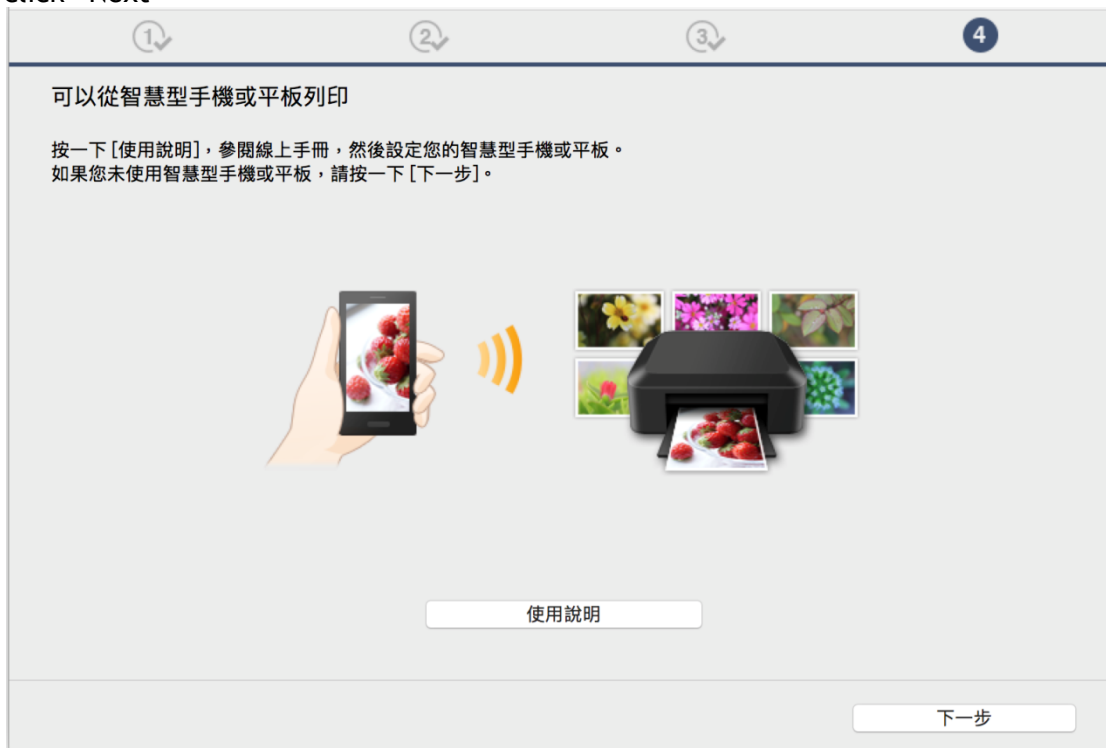 click "Next"
1 2 3 4
可以從智慧型手機或平板列印
按一下 [使用說明]，參閱線上手冊，然後設定您的智慧型手機或平板。
如果您未使用智慧型手機或平板，請按一下 [下一步]。
使用說明
下一步